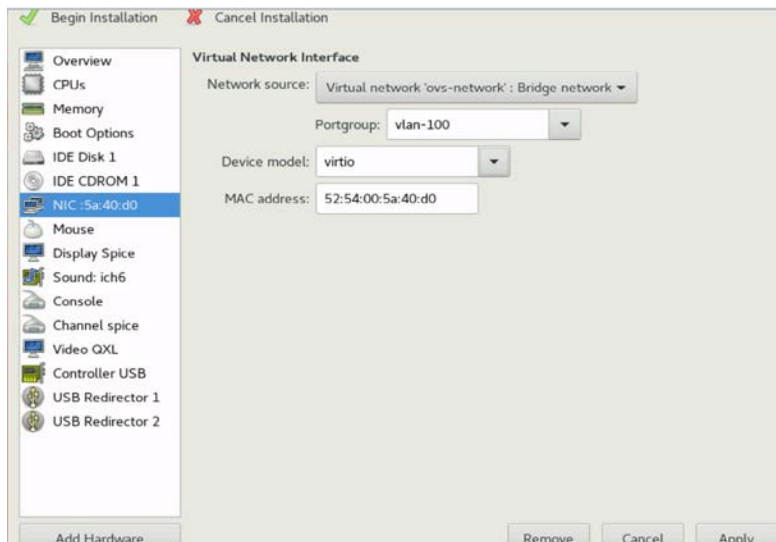 Begin Installation
Cancel Installation
Overview
CPUs
Memory
Boot Options
IDE Disk 1
IDE CDROM 1
NIC :5a:40:d0
Mouse
Display Spice
Sound: ich6
Console
Channel spice
Video QXL
Controller USB
USB Redirector 1
USB Redirector 2
Add Hardware
Virtual Network Interface
Network source: Virtual network 'ovs-network' : Bridge network
Portgroup: vlan-100
Device model: virtio
MAC address: 52:54:00:5a:40:d0
Remove
Cancel
Apply